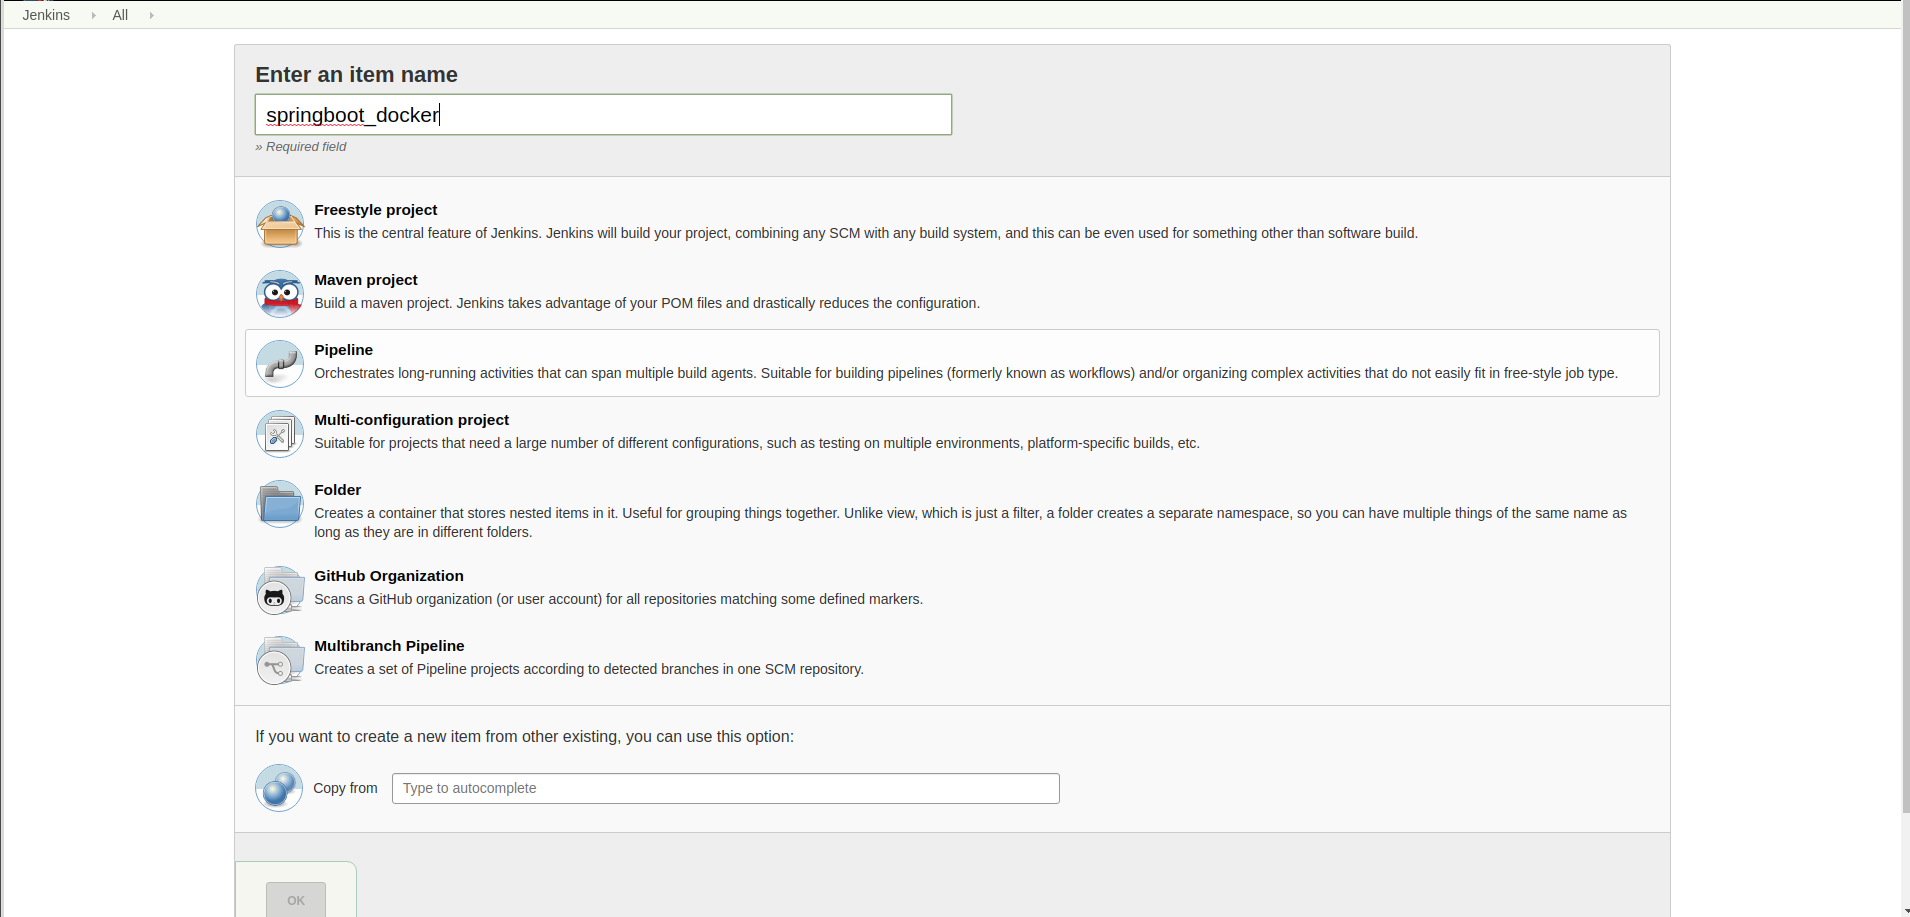 Jenkins All
Enter an item name
springboot_docker
» Required field
Freestyle project
This is the central feature of Jenkins. Jenkins will build your project, combining any SCM with any build system, and this can be even used for something other than software build.
Maven project
Build a maven project. Jenkins takes advantage of your POM files and drastically reduces the configuration.
Pipeline
Orchestrates long-running activities that can span multiple build agents. Suitable for building pipelines (formerly known as workflows) and/or organizing complex activities that do not easily fit in free-style job type.
Multi-configuration project
Suitable for projects that need a large number of different configurations, such as testing on multiple environments, platform-specific builds, etc.
Folder
Creates a container that stores nested items in it. Useful for grouping things together. Unlike view, which is just a filter, a folder creates a separate namespace, so you can have multiple things of the same name as
long as they are in different folders.
GitHub Organization
Scans a GitHub organization (or user account) for all repositories matching some defined markers.
Multibranch Pipeline
Creates a set of Pipeline projects according to detected branches in one SCM repository.
If you want to create a new item from other existing, you can use this option:
Copy from Type to autocomplete
OK